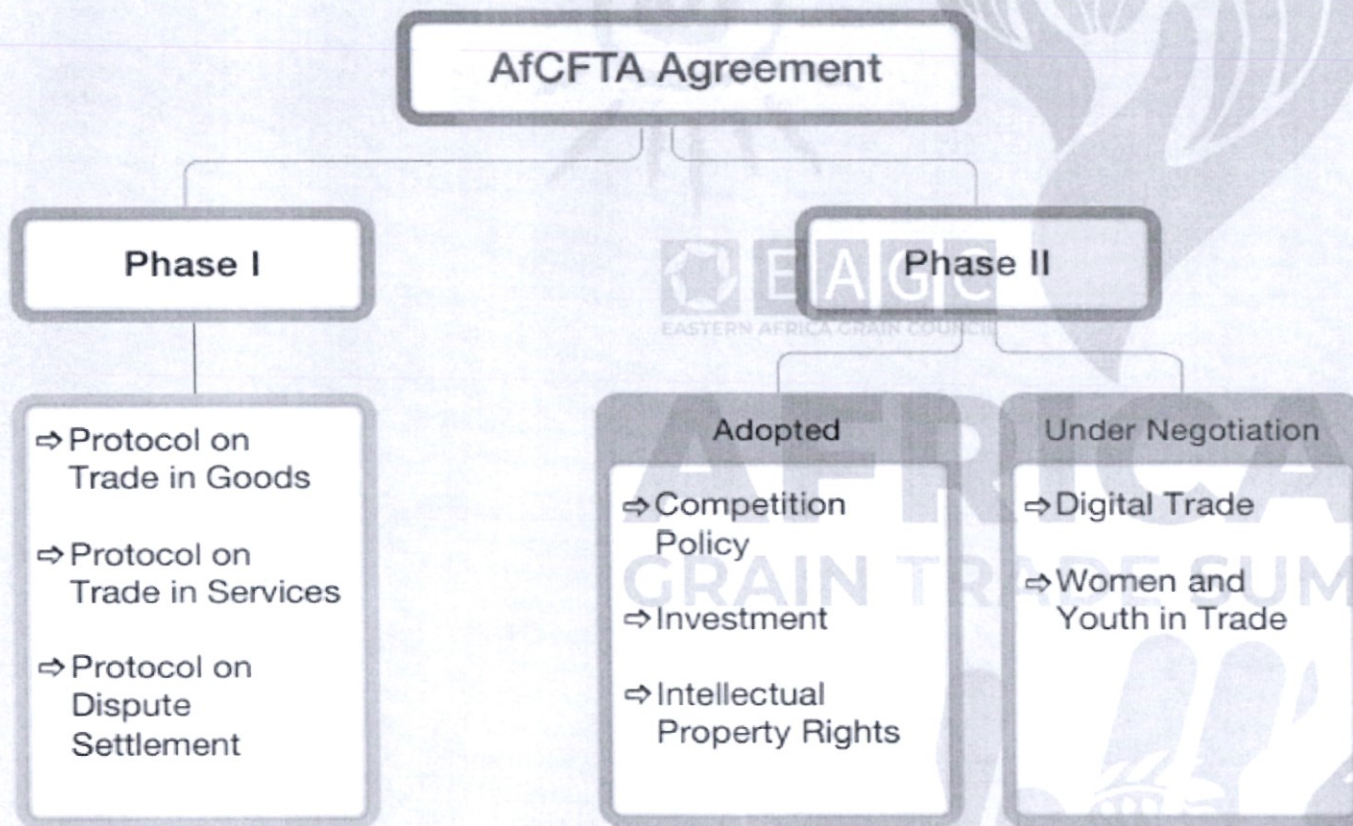 AfCFTA Agreement
Phase I
Phase II
EAGC
EASTERN AFRICA GRAIN COUNCIL
⇨ Protocol on
Trade in Goods
⇨ Protocol on
Trade in Services
⇨ Protocol on
Dispute
Settlement
Adopted
⇨ Competition
Policy
⇨ Investment
⇨ Intellectual
Property Rights
Under Negotiation
⇨ Digital Trade
⇨ Women and
Youth in Trade
AFRICA
GRAIN TRADE SUM